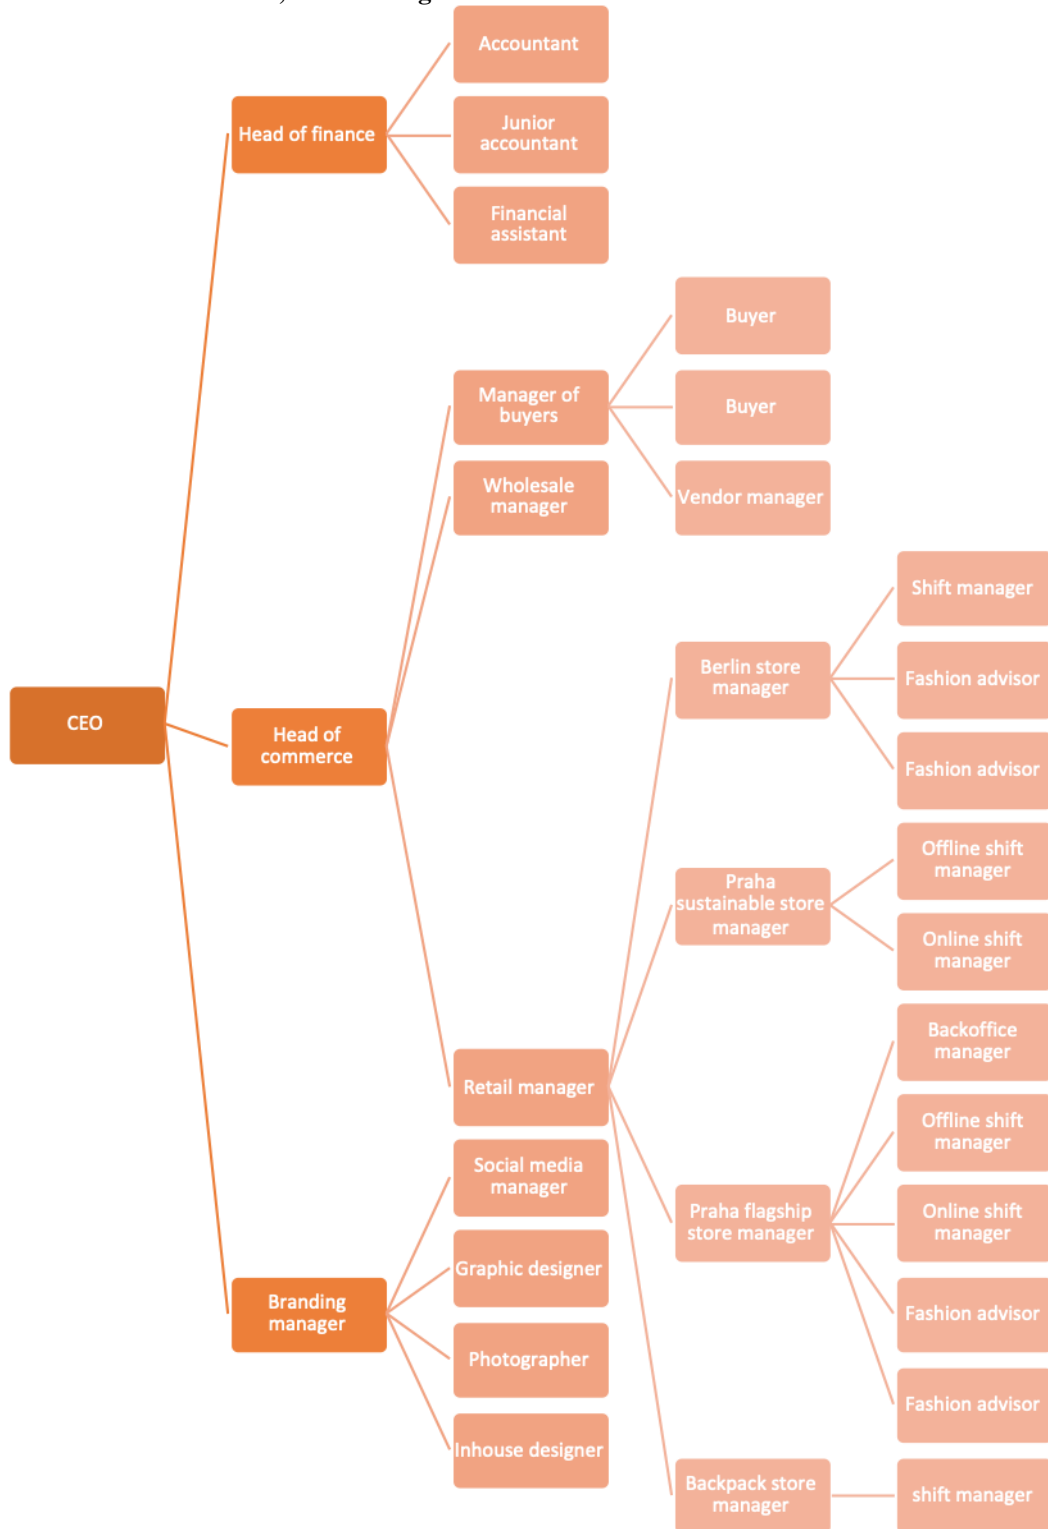 Accountant
Head of finance
Junior
accountant
Financial
assistant
Buyer
Manager of
buyers
Buyer
Wholesale
manager
Vendor manager
Shift manager
Berlin store
manager
Fashion advisor
CEO
Head of
commerce
Fashion advisor
Offline shift
manager
Praha
sustainable store
manager
Online shift
manager
Backoffice
manager
Retail manager
Offline shift
manager
Social media
manager
Praha flagship
store manager
Online shift
manager
Graphic designer
Branding
manager
Fashion advisor
Photographer
Fashion advisor
Inhouse designer
Backpack store
manager
shift manager